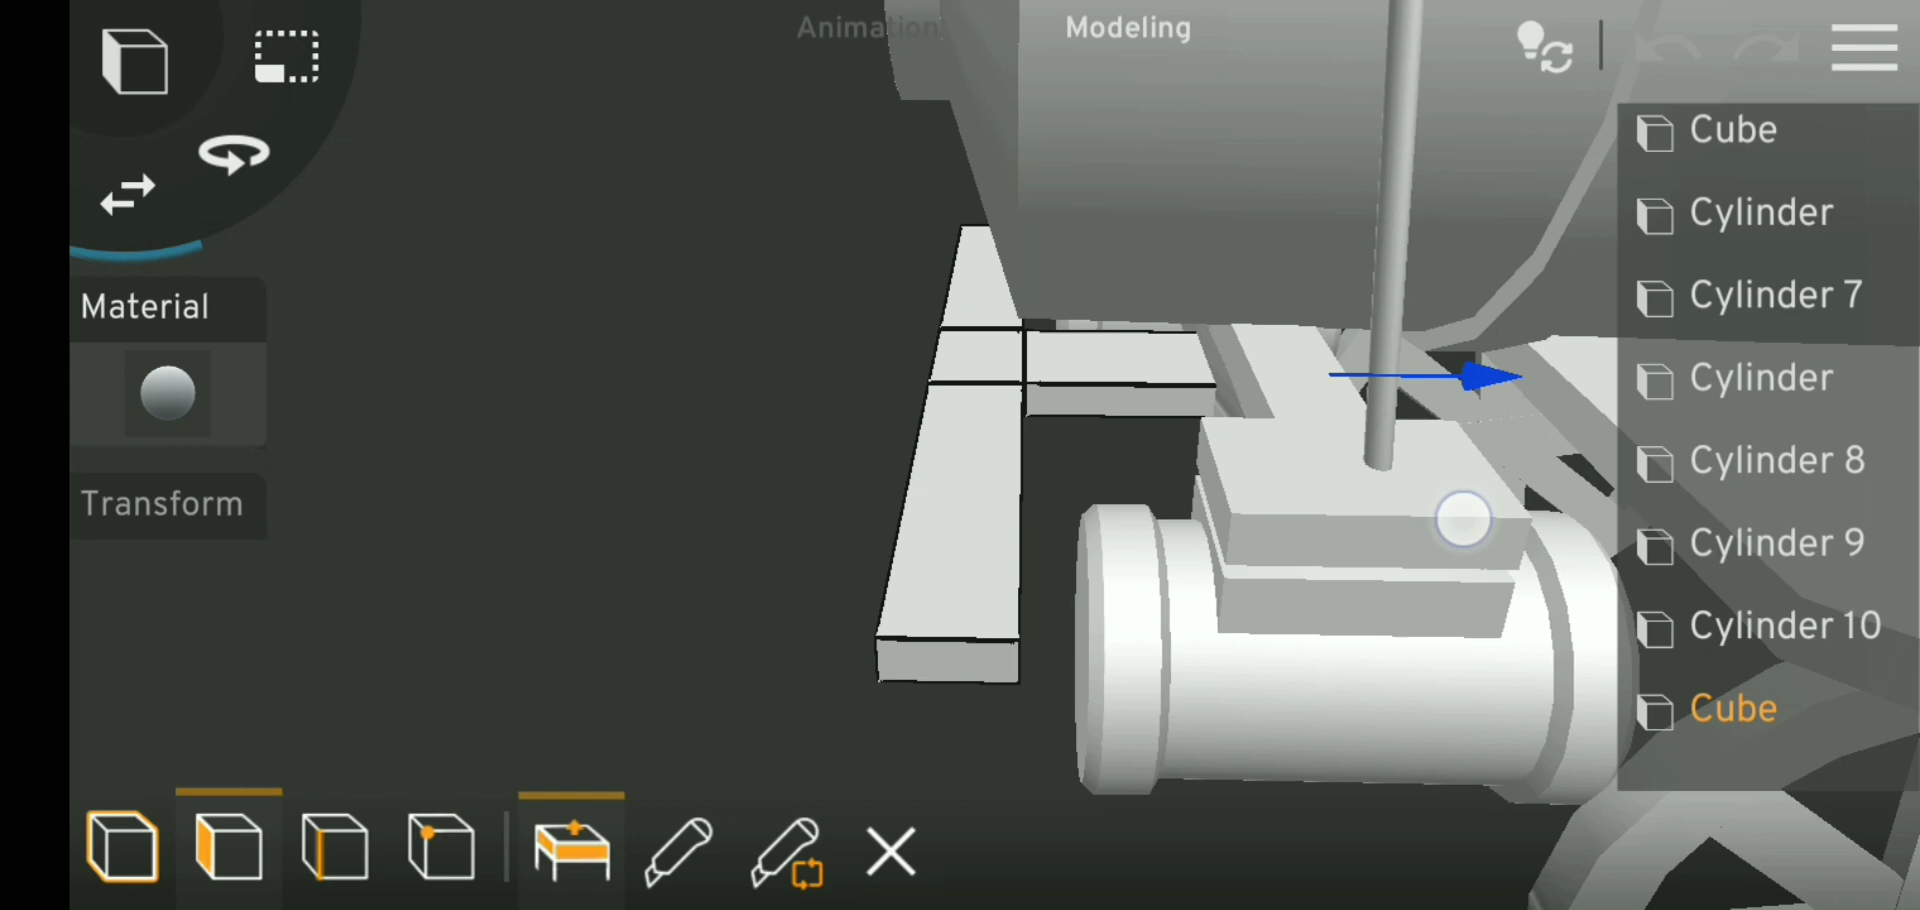 Animation
Modeling
Material
Transform
Cube
Cylinder
Cylinder 7
Cylinder
Cylinder 8
Cylinder 9
Cylinder 10
Cube